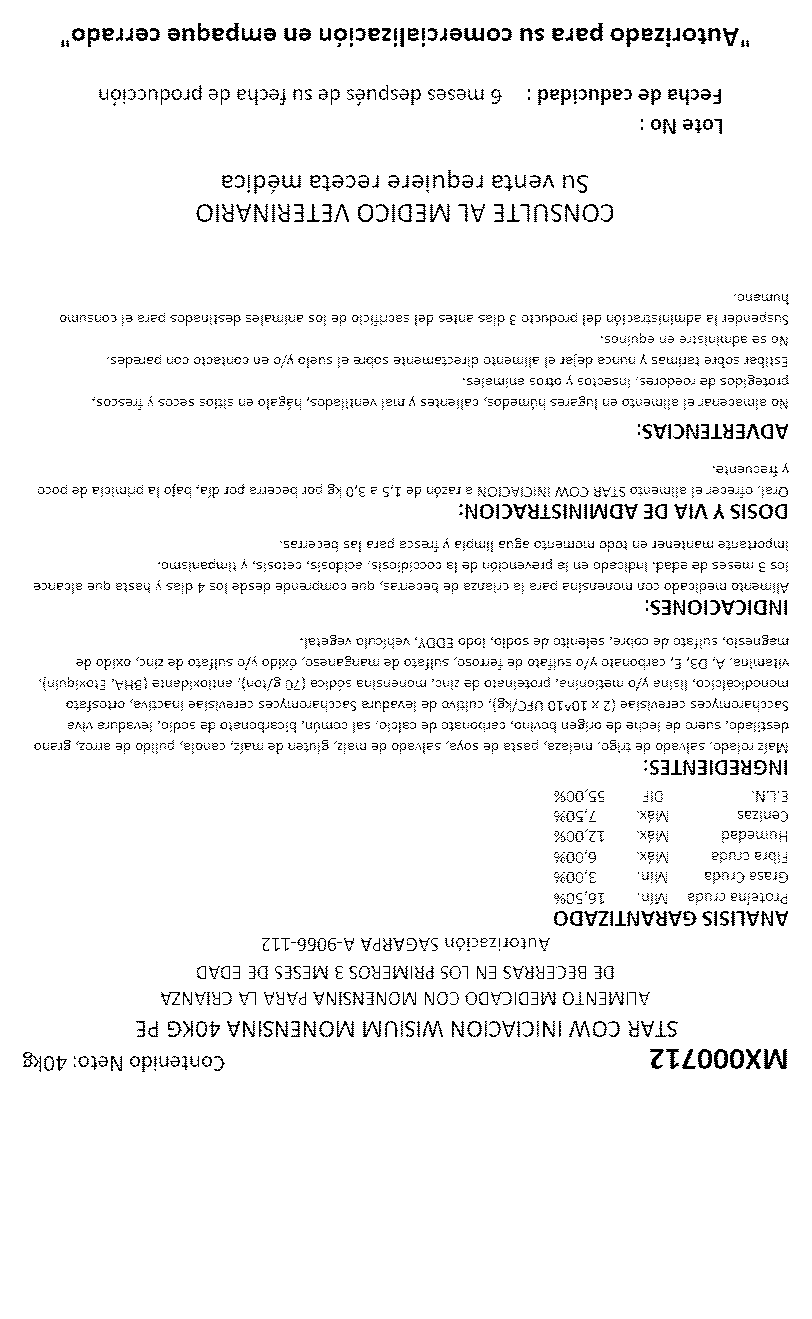 MX000712 Contenido Neto: 40kg
STAR COW INICIACION WISIUM MONENSINA 40KG PE
ALIMENTO MEDICADO CON MONENSINA PARA LA CRIANZA
DE BECERRAS EN LOS PRIMEROS 3 MESES DE EDAD
Autorización SAGARPA A-9066-112
ANALISIS GARANTIZADO
Proteína cruda Mín. 16,50%
Grasa Cruda Mín. 3,00%
Fibra cruda Máx. 6,00%
Humedad Máx. 12,00%
Cenizas Máx. 7,50%
E.L.N. DIF 55,00%
INGREDIENTES:
Maíz rolado, salvado de trigo, melaza, pasta de soya, salvado de maíz, gluten de maíz, canola, pulido de arroz, grano
destilado, suero de leche de origen bovino, carbonato de calcio, sal común, bicarbonato de sodio, levadura viva
Saccharomyces cerevisiae (2 x 10^10 UFC/kg), cultivo de levadura Saccharomyces cerevisiae inactiva, ortosfato
monodicálcico, lisina y/o metionina, proteinato de zinc, monensina sódica (70 g/ton), antioxidante (BHA, Etoxiquin),
vitamina. A, D3, E, carbonato y/o sulfato de ferroso, sulfato de manganeso, óxido y/o sulfato de zinc, oxido de
magnesio, sulfato de cobre, selenito de sodio, Iodo EDDY, vehículo vegetal.
INDICACIONES:
Alimento medicado con monensina para la crianza de becerras, que comprende desde los 4 días y hasta que alcance
los 3 meses de edad. Indicado en la prevención de la coccidiosis, acidosis, cetosis, y timpanismo.
Importante mantener en todo momento agua limpia y fresca para las becerras.
DOSIS Y VIA DE ADMINISTRACION:
Oral, ofrecer el alimento STAR COW INICIACION a razón de 1,5 a 3,0 kg por becerra por día, bajo la primicia de poco
y frecuente.
ADVERTENCIAS:
No almacenar el alimento en lugares húmedos, calientes y mal ventilados, hágalo en sitios secos y frescos,
protegidos de roedores, insectos y otros animales.
Estibar sobre tarimas y nunca dejar el alimento directamente sobre el suelo y/o en contacto con paredes.
No se administre en equinos.
Suspender la administración del producto 3 días antes del sacrificio de los animales destinados para el consumo
humano.
CONSULTE AL MEDICO VETERINARIO
Su venta requiere receta médica
Lote No :
Fecha de caducidad : 6 meses después de su fecha de producción
"Autorizado para su comercialización en empaque cerrado"